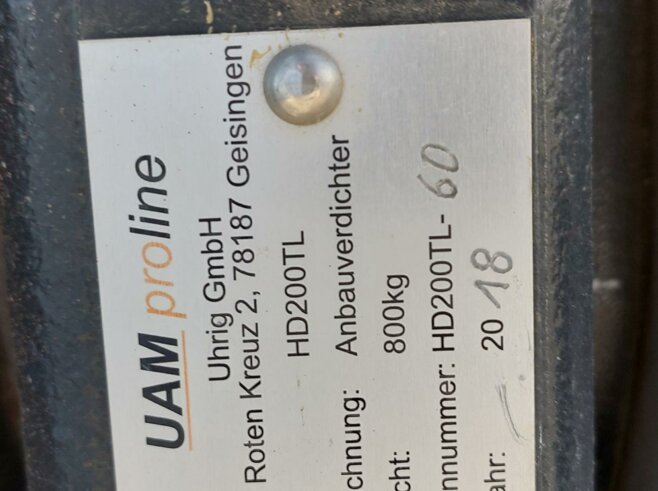 UAM proline
Uhrig GmbH
Roten Kreuz 2, 78187 Geisingen
HD200TL
chnung: Anbauverdichter
cht: 800kg
nnummer: HD200TL-60
ahr: 2018